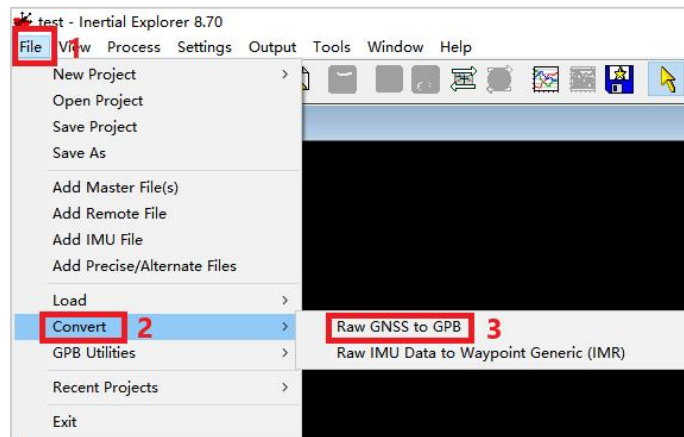 test - Inertial Explorer 8.70
File 1 View Process Settings Output Tools Window Help
New Project >
Open Project
Save Project
Save As
Add Master File(s)
Add Remote File
Add IMU File
Add Precise/Alternate Files
Load >
Convert 2 > Raw GNSS to GPB 3
GPB Utilities > Raw IMU Data to Waypoint Generic (IMR)
Recent Projects >
Exit